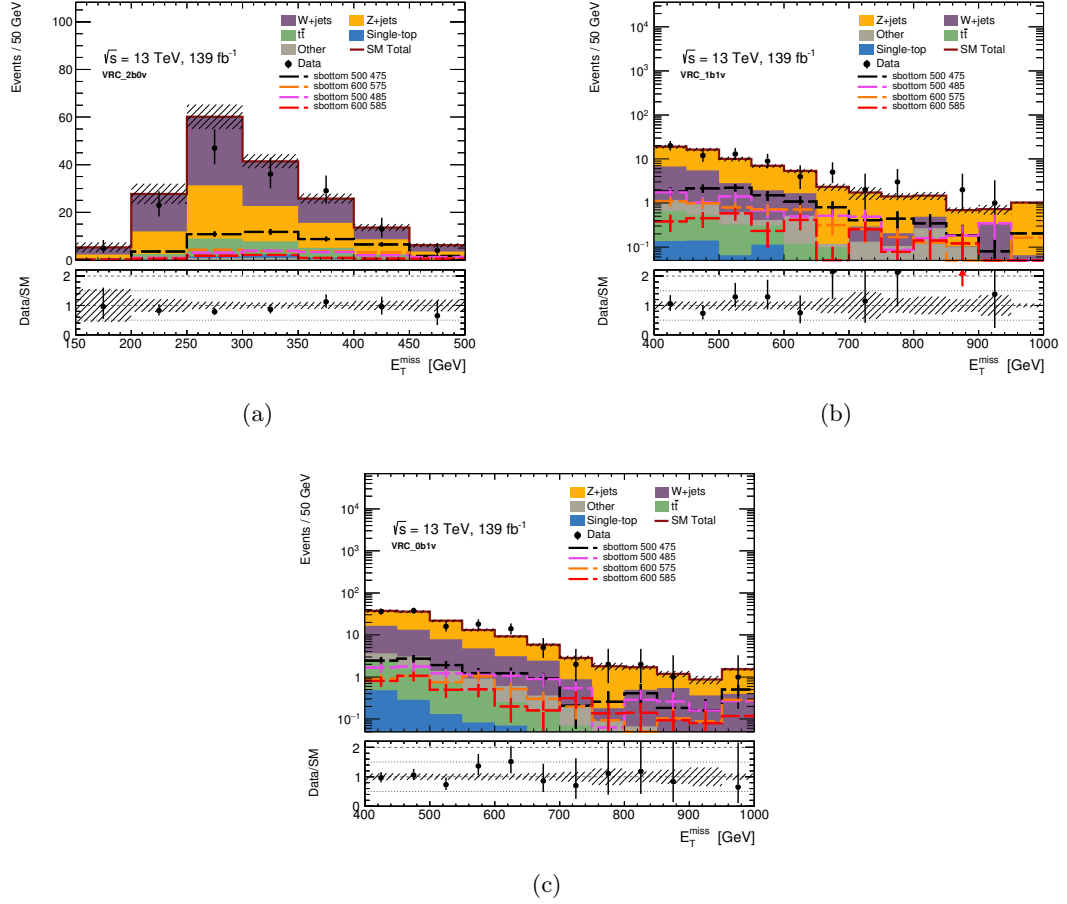 Events / 50 GeV
100
80
60
40
20
0
√s = 13 TeV, 139 fb⁻¹
VRC_2b0v
W+jets Z+jets
tt̄ Single-top
Other SM Total
Data
sbottom 500 475
sbottom 600 575
sbottom 500 485
sbottom 600 585
Data/SM
2
1
0
150 200 250 300 350 400 450 500
E_T^miss [GeV]
(a)
Events / 50 GeV
10⁴
10³
10²
10
1
10⁻¹
√s = 13 TeV, 139 fb⁻¹
VRC_1b1v
Z+jets W+jets
Other tt̄
Single-top SM Total
Data
sbottom 500 475
sbottom 600 575
sbottom 500 485
sbottom 600 585
Data/SM
2
1
0
400 500 600 700 800 900 1000
E_T^miss [GeV]
(b)
Events / 50 GeV
10⁴
10³
10²
10
1
10⁻¹
√s = 13 TeV, 139 fb⁻¹
VRC_0b1v
Z+jets W+jets
Other tt̄
Single-top SM Total
Data
sbottom 500 475
sbottom 500 485
sbottom 600 575
sbottom 600 585
Data/SM
2
1
0
400 500 600 700 800 900 1000
E_T^miss [GeV]
(c)